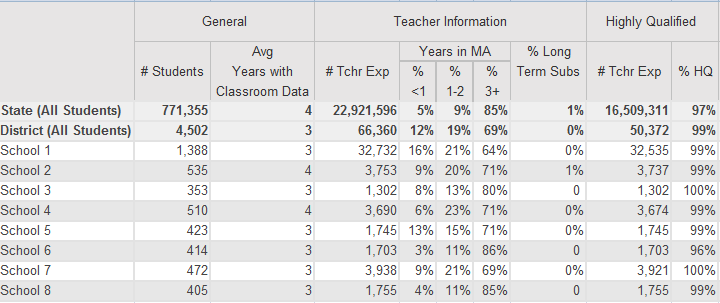 General Teacher Information Highly Qualified
Avg Years in MA % Long
# Students Years with # Tchr Exp % % % Term Subs # Tchr Exp % HQ
Classroom Data <1 1-2 3+
State (All Students) 771,355 4 22,921,596 5% 9% 85% 1% 16,509,311 97%
District (All Students) 4,502 3 66,360 12% 19% 69% 0% 50,372 99%
School 1 1,388 3 32,732 16% 21% 64% 0% 32,535 99%
School 2 535 4 3,753 9% 20% 71% 1% 3,737 99%
School 3 353 3 1,302 8% 13% 80% 0 1,302 100%
School 4 510 4 3,690 6% 23% 71% 0% 3,674 99%
School 5 423 3 1,745 13% 15% 71% 0% 1,745 99%
School 6 414 3 1,703 3% 11% 86% 0 1,703 96%
School 7 472 3 3,938 9% 21% 69% 0% 3,921 100%
School 8 405 3 1,755 4% 11% 85% 0 1,755 99%